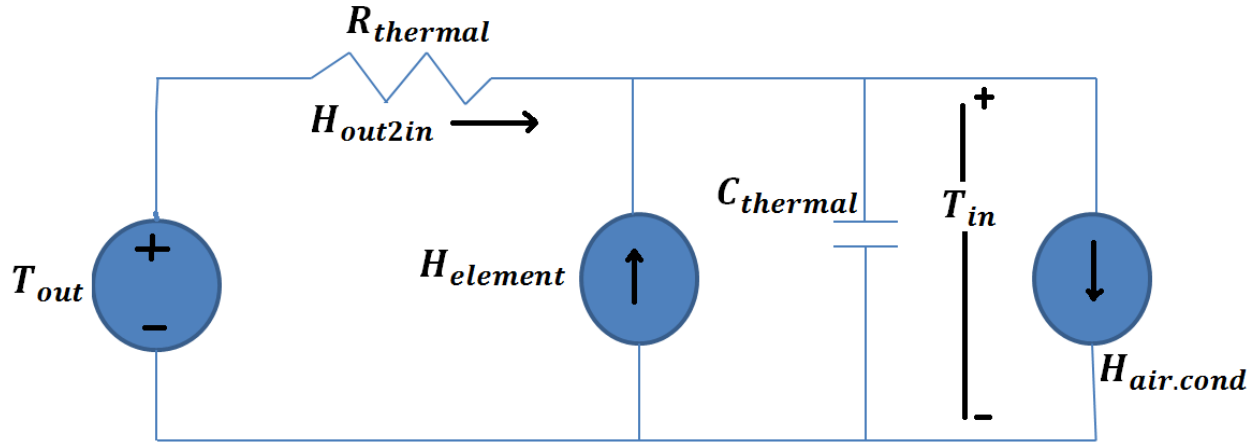 R_thermal
H_out2in
+
C_thermal
T_in
+
T_out
H_element
-
-
H_air.cond